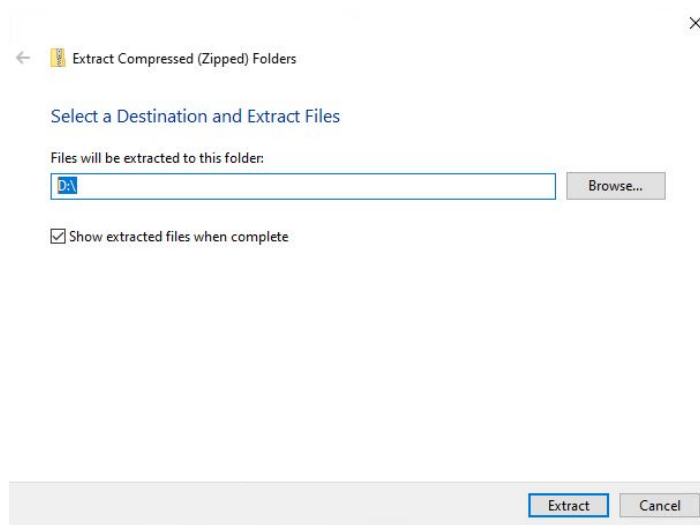 Extract Compressed (Zipped) Folders
Select a Destination and Extract Files
Files will be extracted to this folder:
D:\
Browse...
Show extracted files when complete
Extract
Cancel